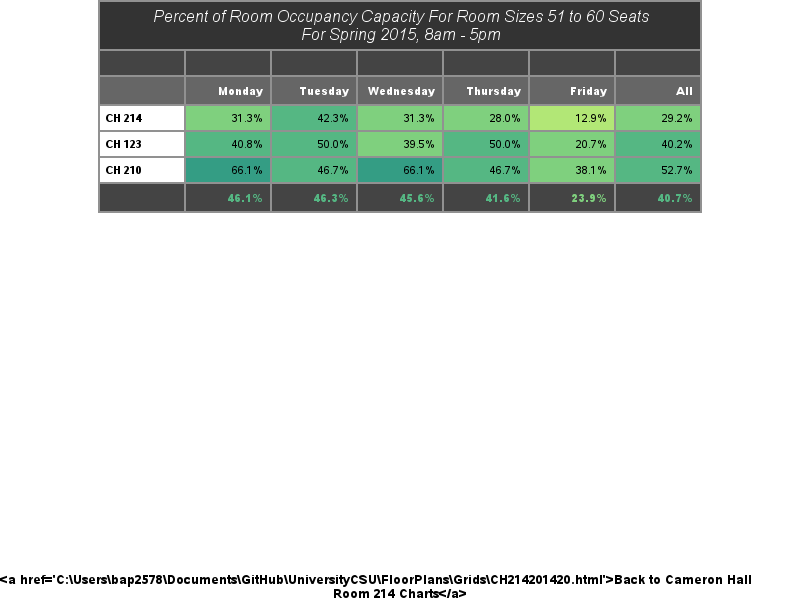 Percent of Room Occupancy Capacity For Room Sizes 51 to 60 Seats
For Spring 2015, 8am - 5pm
Monday Tuesday Wednesday Thursday Friday All
CH 214 31.3% 42.3% 31.3% 28.0% 12.9% 29.2%
CH 123 40.8% 50.0% 39.5% 50.0% 20.7% 40.2%
CH 210 66.1% 46.7% 66.1% 46.7% 38.1% 52.7%
46.1% 46.3% 45.6% 41.6% 23.9% 40.7%
<a href='C:\Users\bap2578\Documents\GitHub\UniversityCSU\FloorPlans\Grids\CH214201420.html'>Back to Cameron Hall
Room 214 Charts</a>